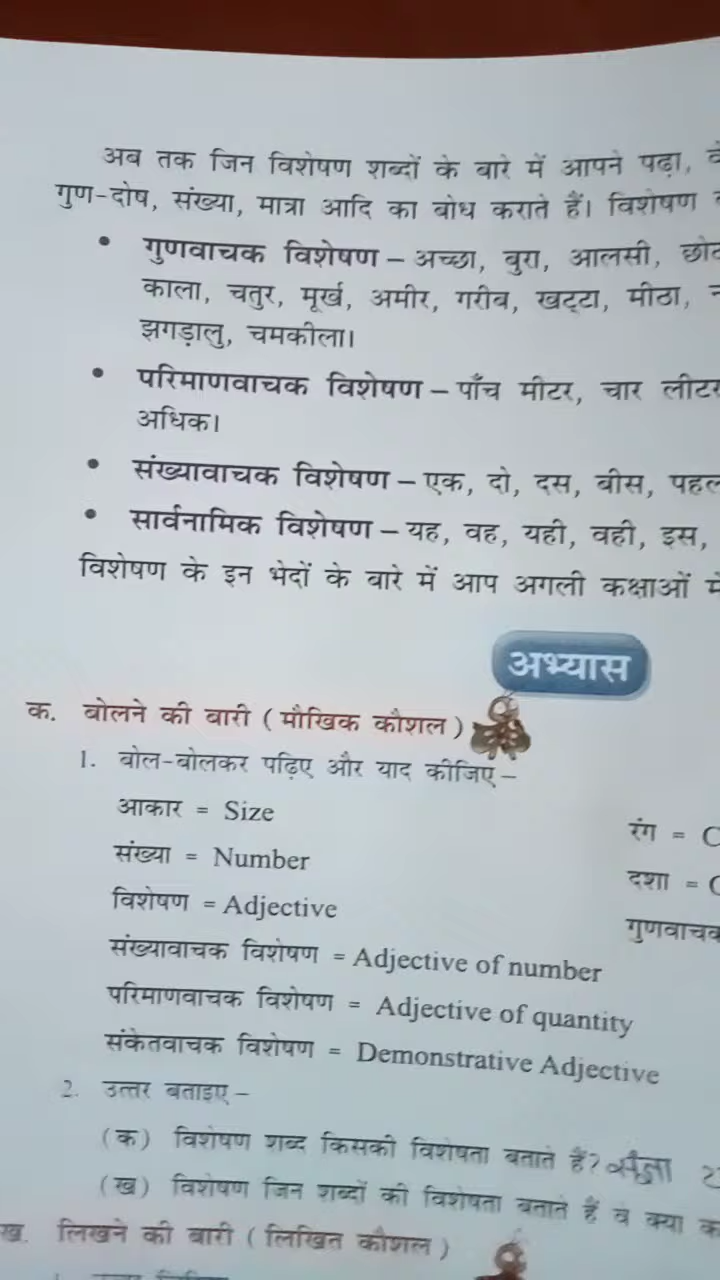 अब तक जिन विशेषण शब्दों के बारे में आपने पढ़ा,
गुण-दोष, संख्या, मात्रा आदि का बोध कराते हैं। विशेषण
• गुणवाचक विशेषण – अच्छा, बुरा, आलसी,
काला, चतुर, मूर्ख, अमीर, गरीब, खट्टा, मीठा,
झगड़ालु, चमकीला।
• परिमाणवाचक विशेषण – पाँच मीटर, चार लीटर
अधिक।
• संख्यावाचक विशेषण – एक, दो, दस, बीस,
• सार्वनामिक विशेषण – यह, वह, यही, वही, इस,
विशेषण के इन भेदों के बारे में आप अगली कक्षाओं
अभ्यास
क. बोलने की बारी (मौखिक कौशल)
1. बोल-बोलकर पढ़िए और याद कीजिए –
आकार = Size
रंग =
संख्या = Number
दशा =
विशेषण = Adjective
गुणवाचक
संख्यावाचक विशेषण = Adjective of number
परिमाणवाचक विशेषण = Adjective of quantity
संकेतवाचक विशेषण = Demonstrative Adjective
2. उत्तर बताइए –
(क) विशेषण शब्द किसकी विशेषता बताते हैं?
(ख) विशेषण जिन शब्दों की विशेषता बताते हैं वे क्या
ख. लिखने की बारी (लिखित कौशल)